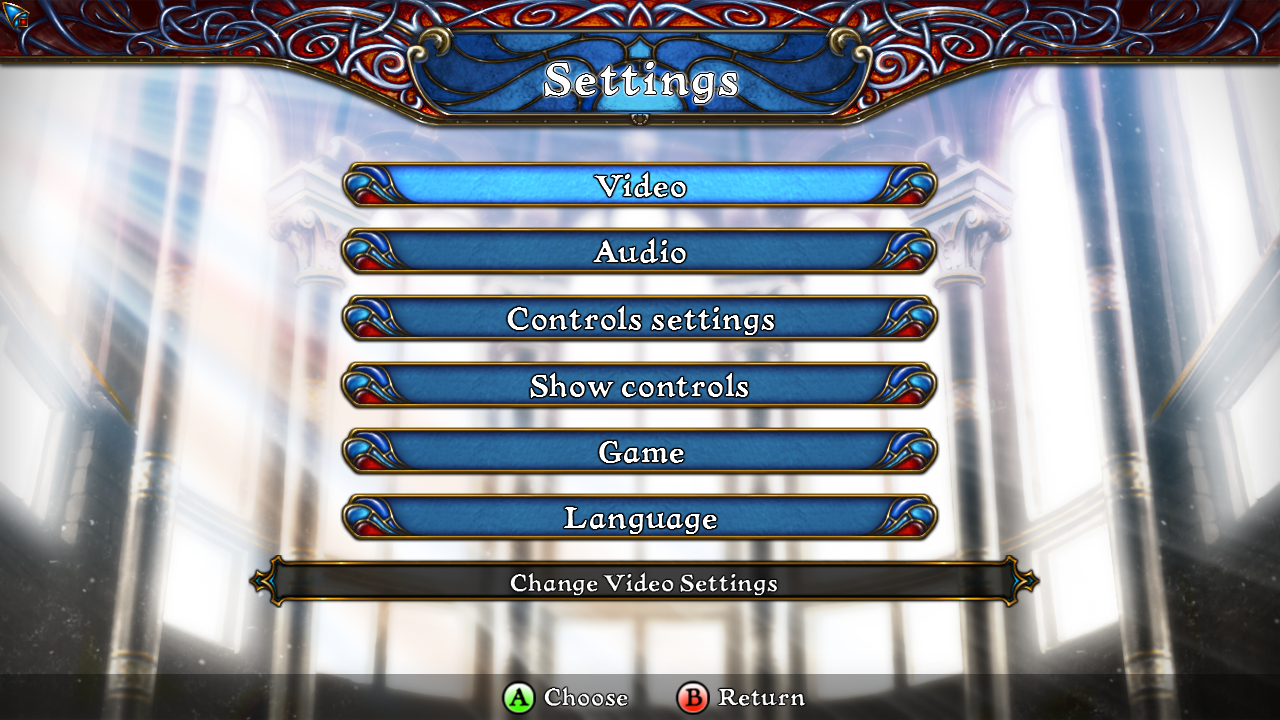 Settings
Video
Audio
Controls settings
Show controls
Game
Language
Change Video Settings
A Choose B Return